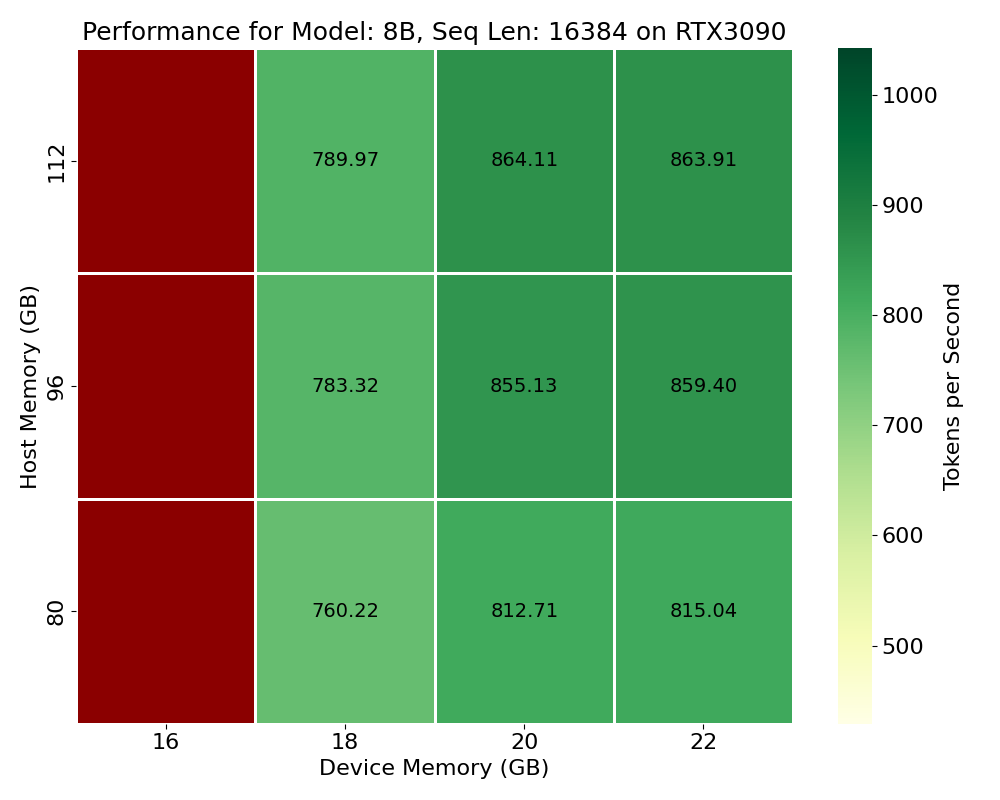 Performance for Model: 8B, Seq Len: 16384 on RTX3090
Host Memory (GB)
112
789.97 864.11 863.91
96
783.32 855.13 859.40
80
760.22 812.71 815.04
16 18 20 22
Device Memory (GB)
1000
900
800
700
600
500
Tokens per Second